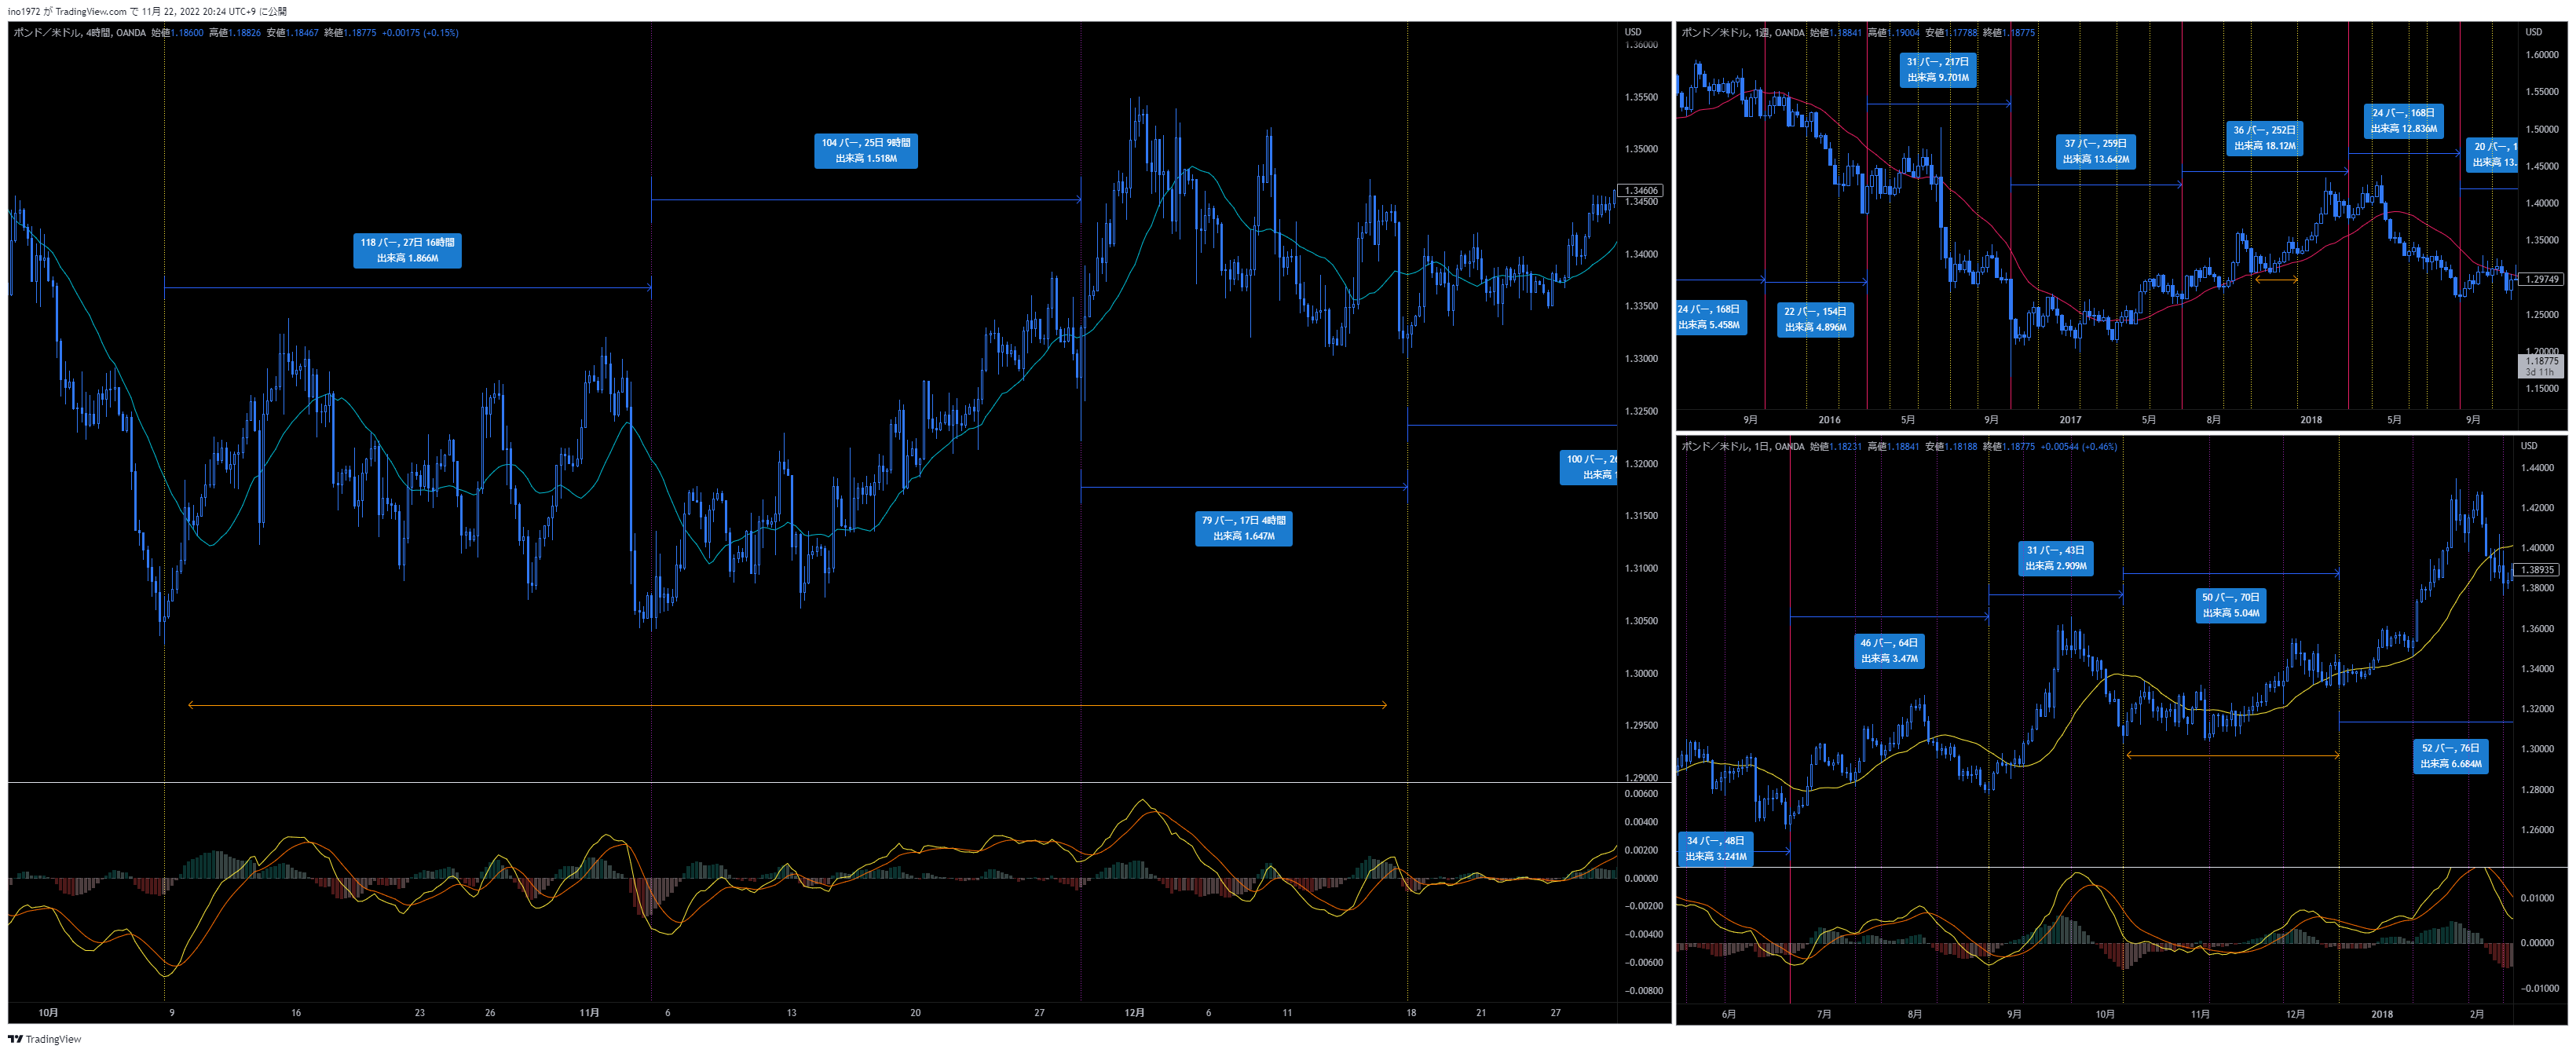 ino1972 が TradingView.com で 11月 22, 2022 20:24 UTC+9 に公開
ポンド／米ドル, 4時間, OANDA 始値1.18600 高値1.18826 安値1.18467 終値1.18775 +0.00175 (+0.15%)
USD
1.36000
1.35500
1.35000
1.34606
1.34500
1.34000
1.33500
1.33000
1.32500
1.32000
1.31500
1.31000
1.30500
1.30000
1.29500
1.29000
118 バー, 27日 16時間
出来高 1.866M
104 バー, 25日 9時間
出来高 1.518M
79 バー, 17日 4時間
出来高 1.647M
100 バー, 26
出来高 1
0.00600
0.00400
0.00200
0.00000
−0.00200
−0.00400
−0.00600
−0.00800
10月 9 16 23 26 11月 6 13 20 27 12月 6 11 18 21 27
ポンド／米ドル, 1週, OANDA 始値1.18841 高値1.19004 安値1.17788 終値1.18775
USD
1.60000
1.55000
1.50000
1.45000
1.40000
1.35000
1.29749
1.25000
1.20000
1.18775
3d 11h
1.15000
24 バー, 168日
出来高 5.458M
22 バー, 154日
出来高 4.896M
31 バー, 217日
出来高 9.701M
37 バー, 259日
出来高 13.642M
36 バー, 252日
出来高 18.12M
24 バー, 168日
出来高 12.836M
20 バー, 1
出来高 13.
9月 2016 5月 9月 2017 5月 8月 2018 5月 9月
ポンド／米ドル, 1日, OANDA 始値1.18231 高値1.18841 安値1.18188 終値1.18775 +0.00544 (+0.46%)
USD
1.44000
1.42000
1.40000
1.38935
1.38000
1.36000
1.34000
1.32000
1.30000
1.28000
1.26000
34 バー, 48日
出来高 3.241M
46 バー, 64日
出来高 3.47M
31 バー, 43日
出来高 2.909M
50 バー, 70日
出来高 5.04M
52 バー, 76日
出来高 6.684M
0.01000
0.00000
−0.01000
6月 7月 8月 9月 10月 11月 12月 2018 2月
TradingView